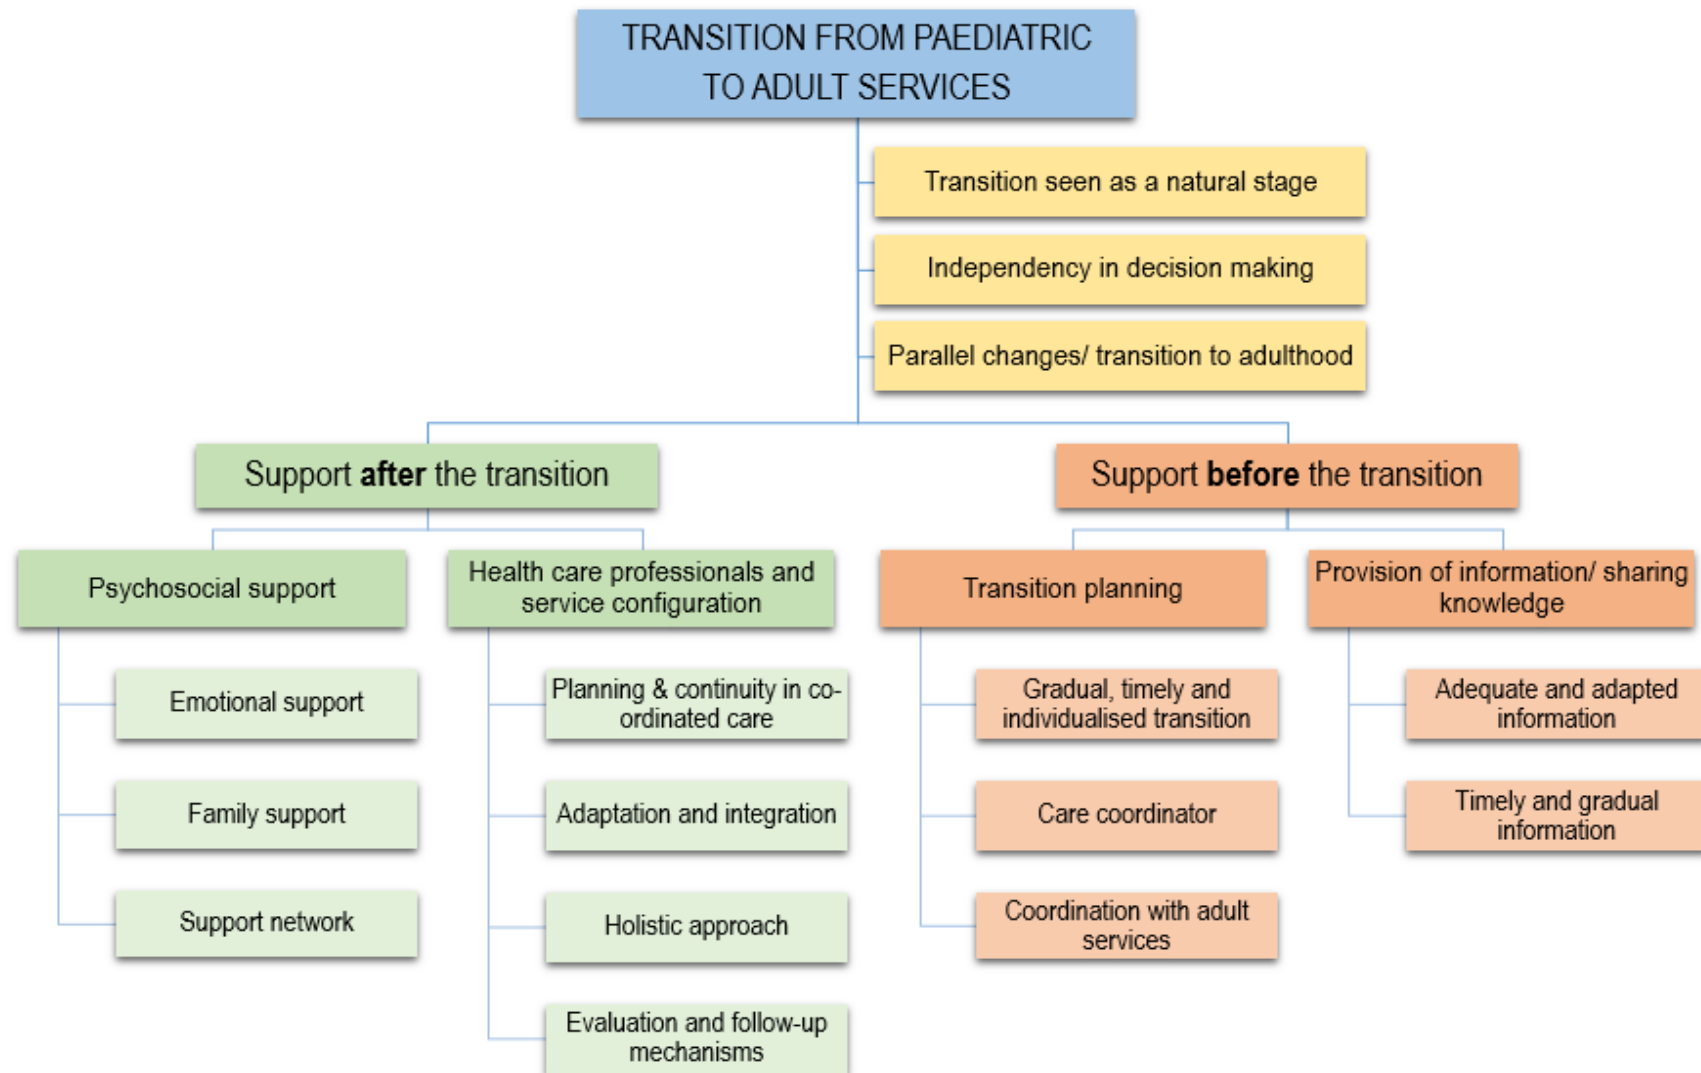 TRANSITION FROM PAEDIATRIC
TO ADULT SERVICES
Transition seen as a natural stage
Independency in decision making
Parallel changes/ transition to adulthood
Support after the transition
Support before the transition
Psychosocial support
Health care professionals and
service configuration
Transition planning
Provision of information/ sharing
knowledge
Emotional support
Family support
Support network
Planning & continuity in co-
ordinated care
Adaptation and integration
Holistic approach
Evaluation and follow-up
mechanisms
Gradual, timely and
individualised transition
Care coordinator
Coordination with adult
services
Adequate and adapted
information
Timely and gradual
information